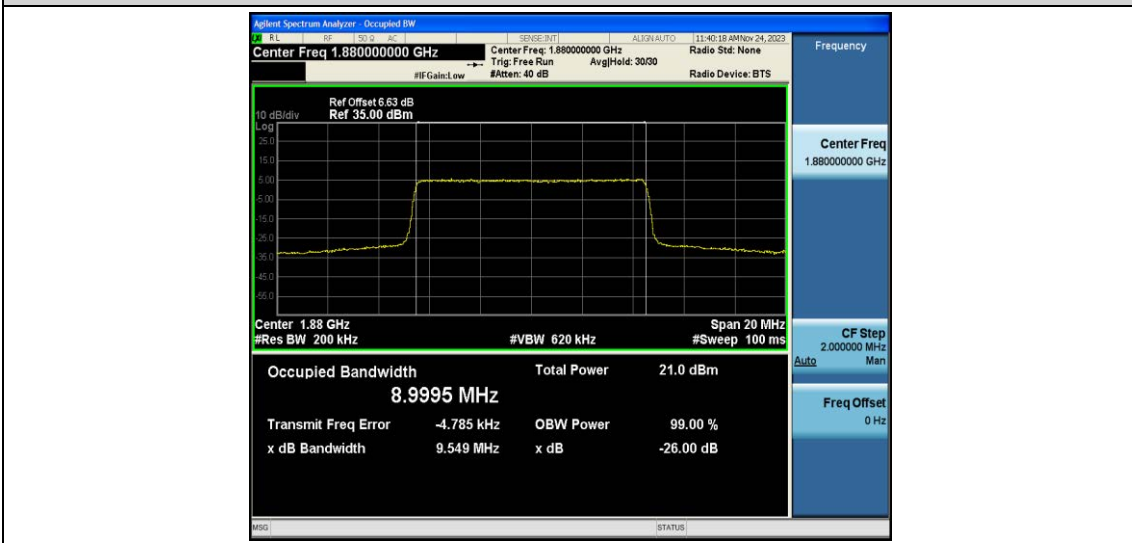 Agilent Spectrum Analyzer - Occupied BW
RL RF 50 Ω AC SENSE:INT ALIGN AUTO 11:40:18 AM Nov 24, 2023
Center Freq 1.880000000 GHz
Center Freq: 1.880000000 GHz
Radio Std: None
Trig: Free Run Avg|Hold: 30/30
#IFGain:Low #Atten: 40 dB Radio Device: BTS
Frequency
Ref Offset 6.63 dB
10 dB/div Ref 35.00 dBm
Log
25.0
15.0
5.00
-5.00
-15.0
-25.0
-35.0
-45.0
-55.0
Center 1.88 GHz Span 20 MHz
#Res BW 200 kHz #VBW 620 kHz #Sweep 100 ms
Occupied Bandwidth Total Power 21.0 dBm
8.9995 MHz
Transmit Freq Error -4.785 kHz OBW Power 99.00 %
x dB Bandwidth 9.549 MHz x dB -26.00 dB
Center Freq
1.880000000 GHz
CF Step
2.000000 MHz
Auto Man
Freq Offset
0 Hz
MSG STATUS